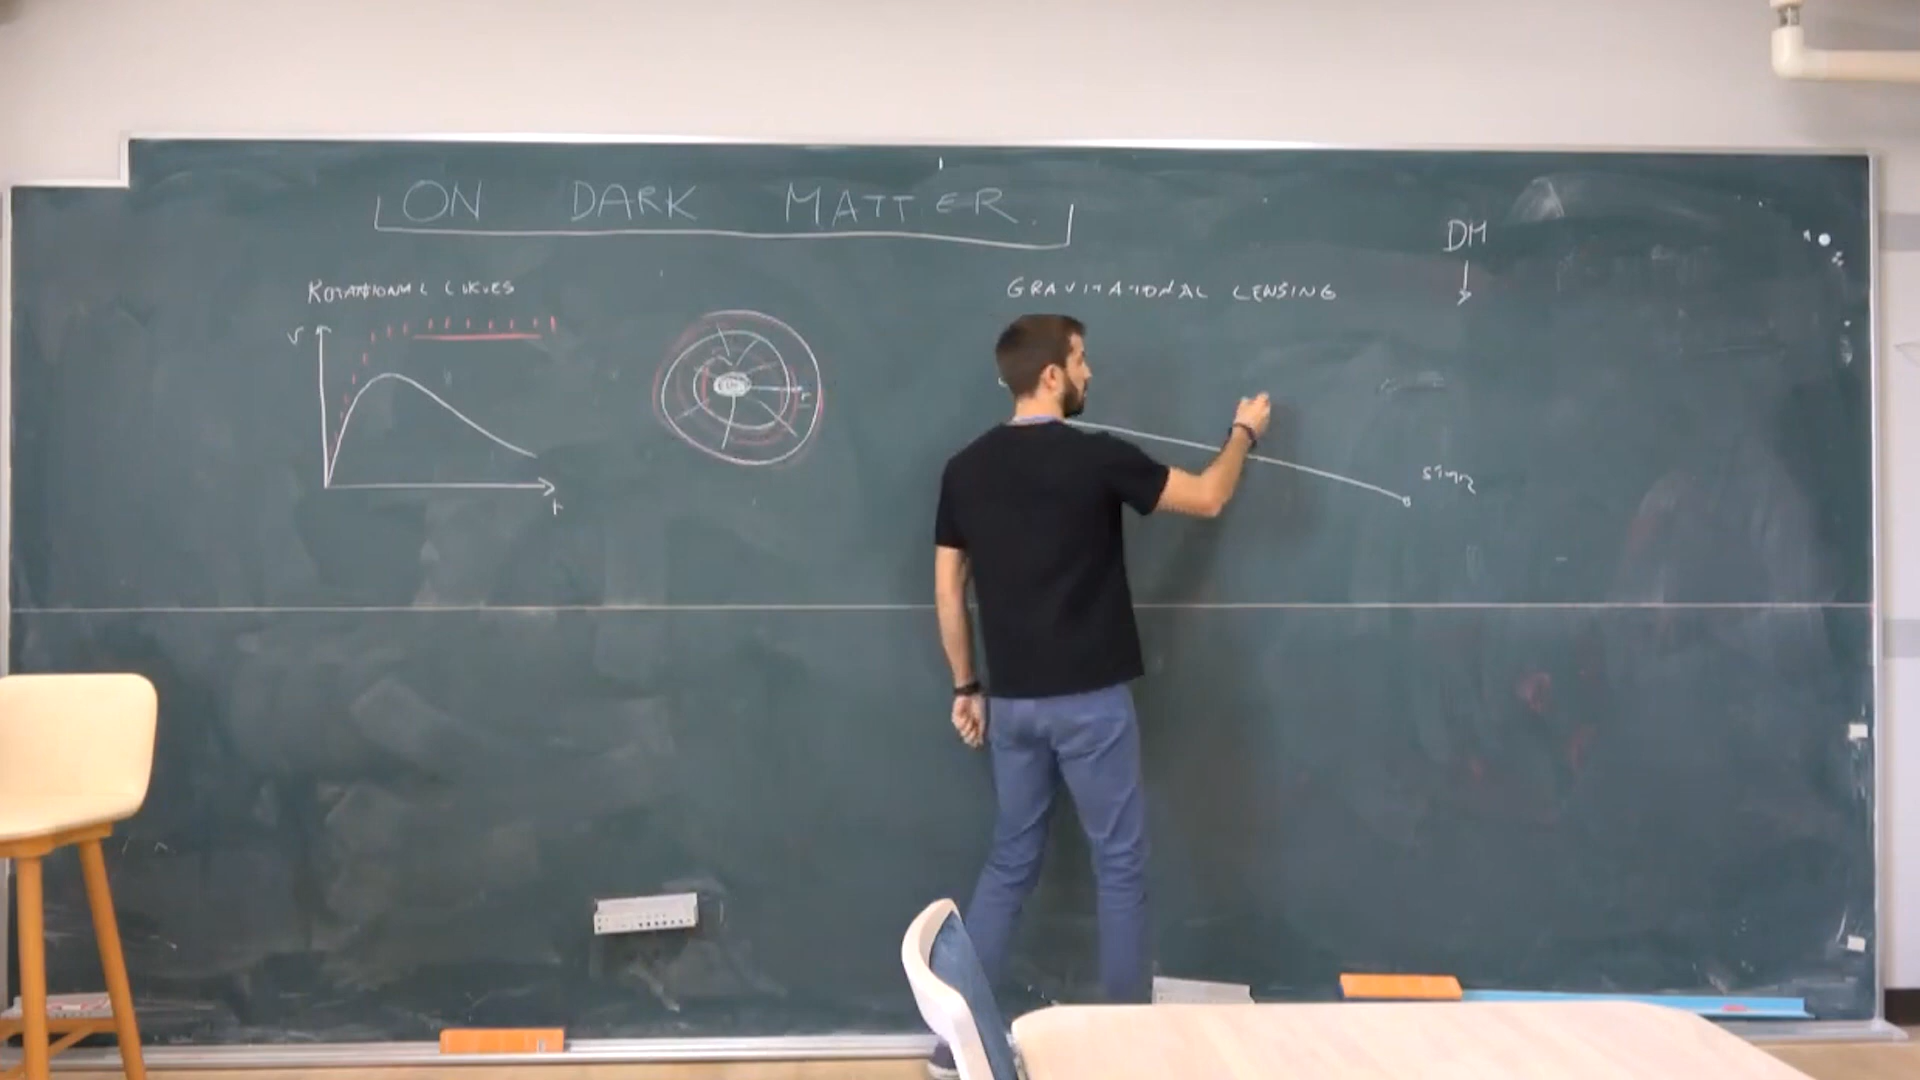 ON DARK MATTER
DM
ROTATIONAL CURVES
GRAVITATIONAL LENSING
v
r
r
STAR